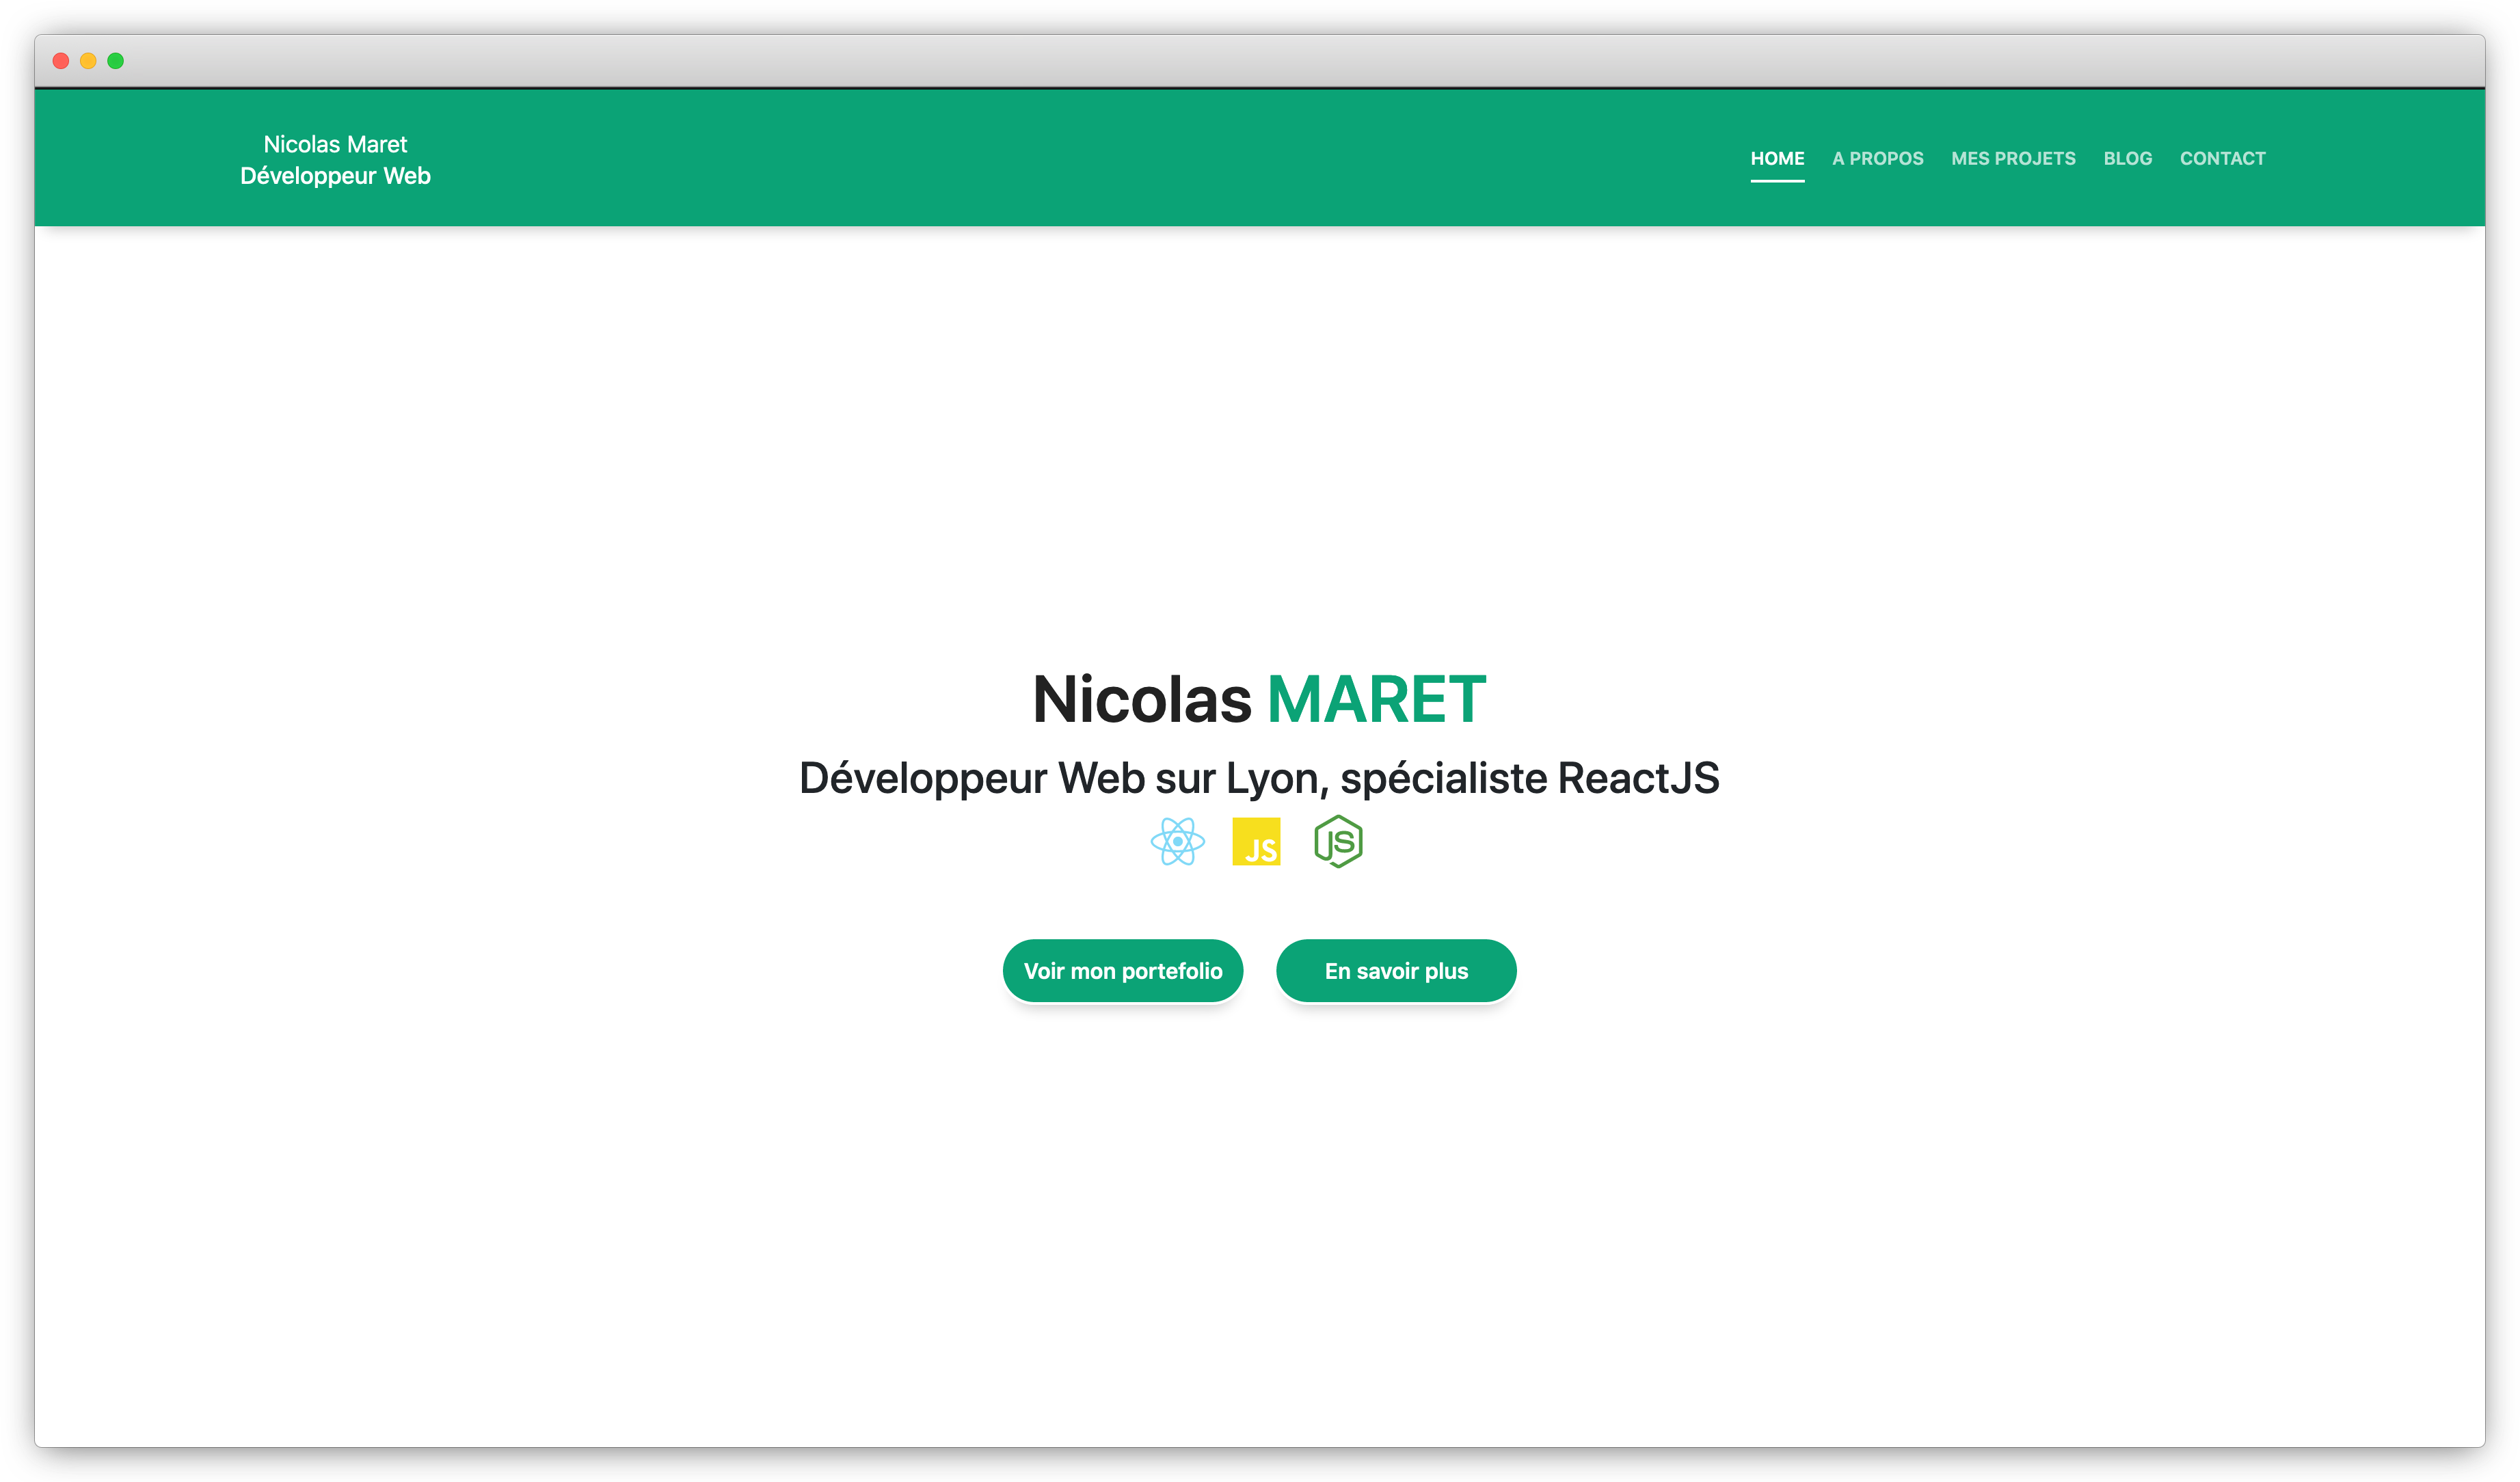 Nicolas Maret
Développeur Web
HOME A PROPOS MES PROJETS BLOG CONTACT
Nicolas MARET
Développeur Web sur Lyon, spécialiste ReactJS
JS JS
Voir mon portefolio En savoir plus